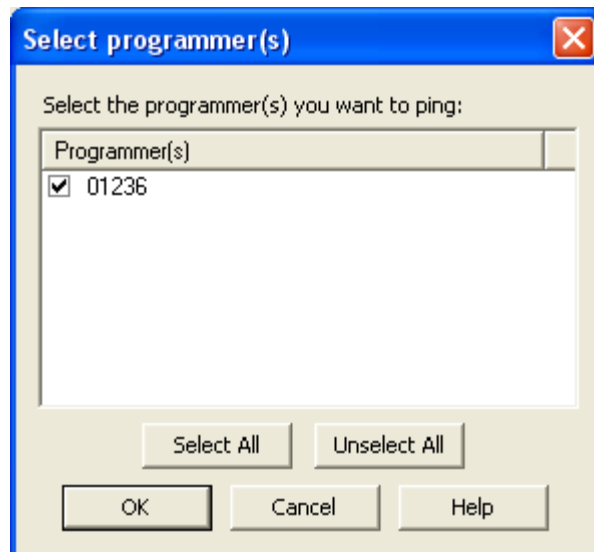 Select programmer(s)
Select the programmer(s) you want to ping:
Programmer(s)
01236
Select All Unselect All
OK Cancel Help